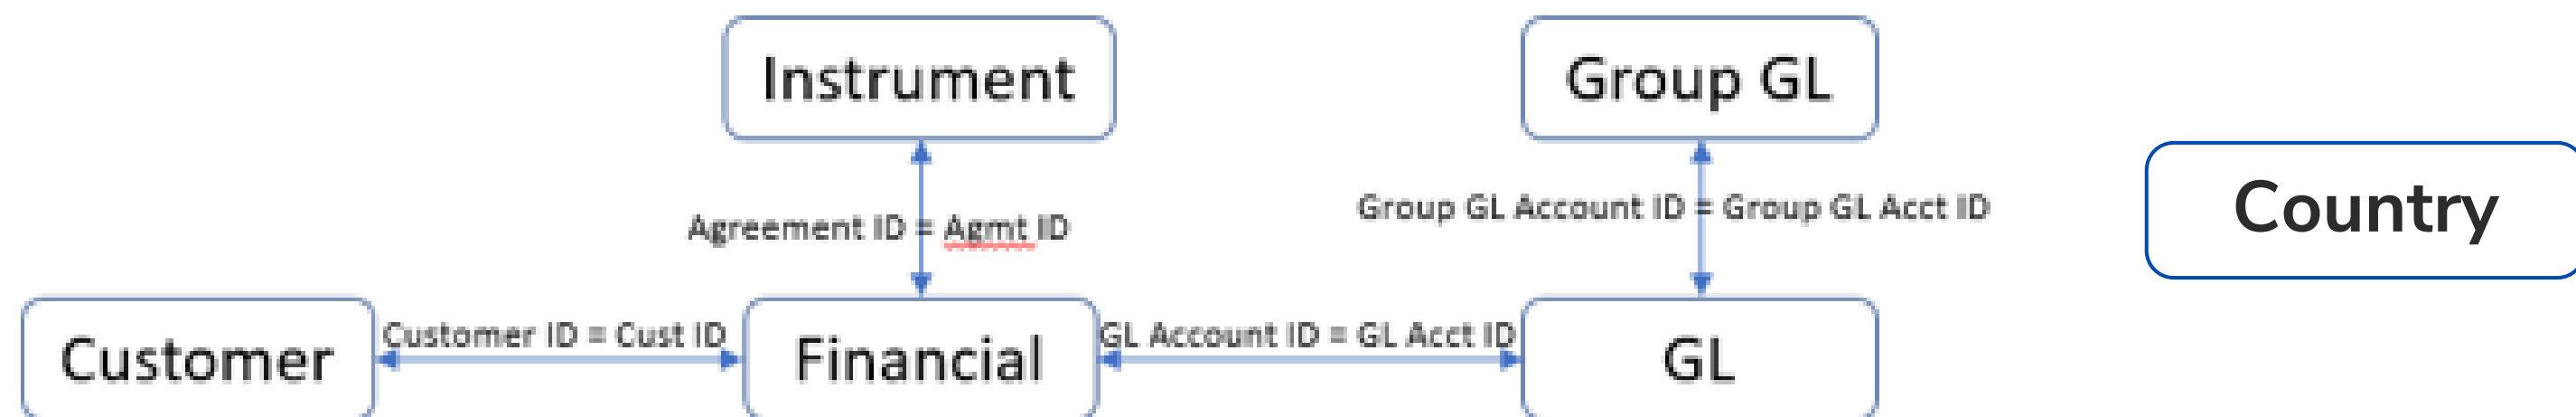 Instrument
Group GL
Group GL Account ID = Group GL Acct ID
Country
Agreement ID = Agmt ID
Customer
Customer ID = Cust ID
Financial
GL Account ID = GL Acct ID
GL